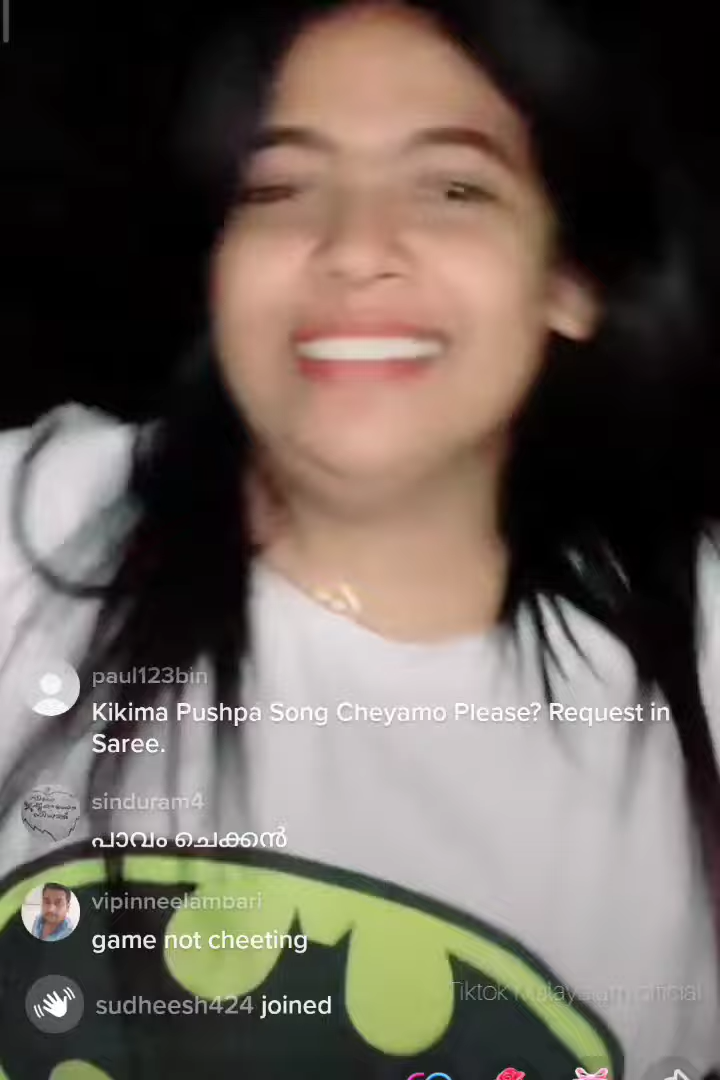 paul123bin
Kikima Pushpa Song Cheyamo Please? Request in
Saree.
sinduram4
പാവം ചെക്കൻ
vipinneelambari
game not cheeting
sudheesh424 joined